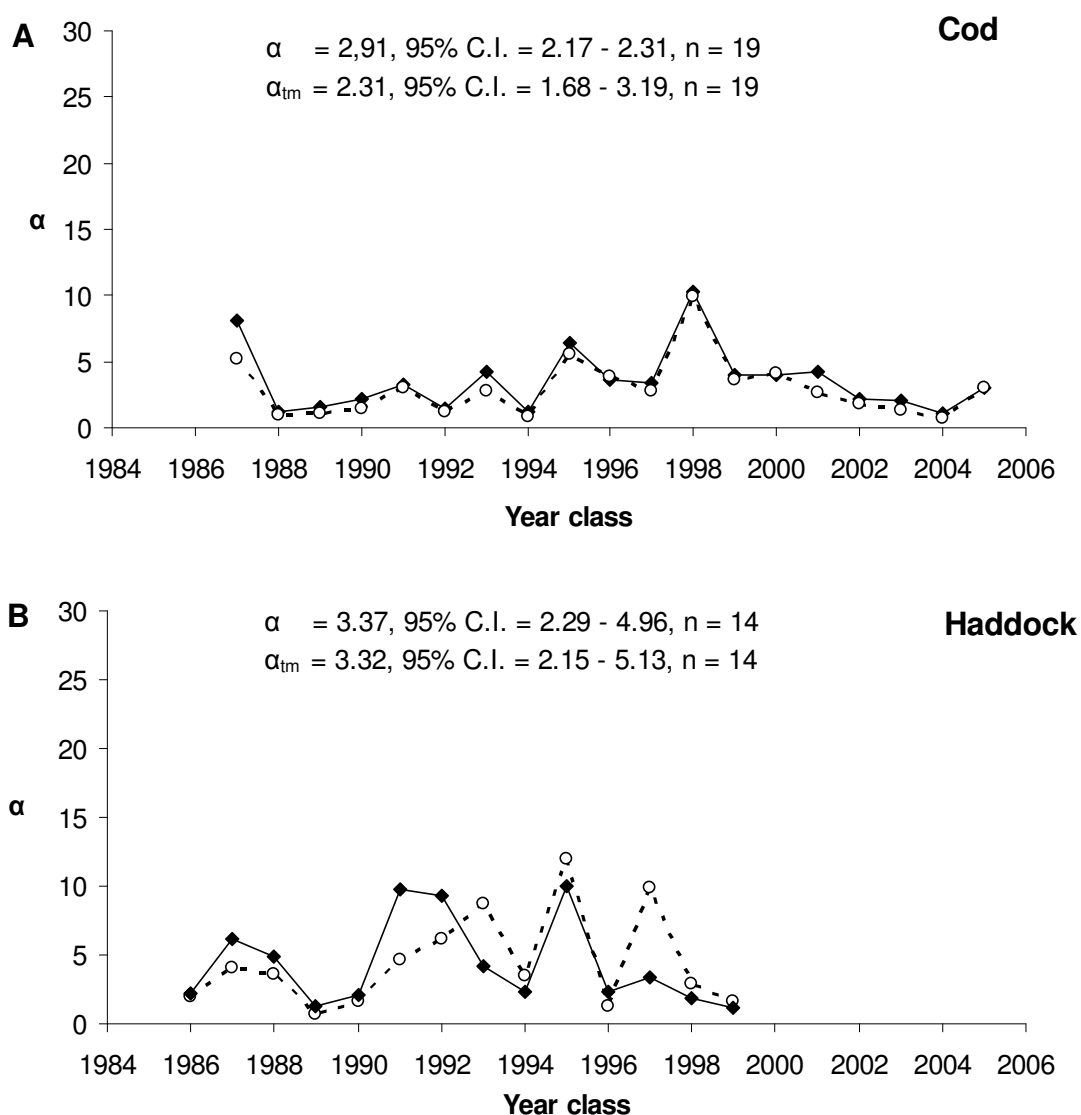 A
Cod
α = 2,91, 95% C.I. = 2.17 - 2.31, n = 19
αtm = 2.31, 95% C.I. = 1.68 - 3.19, n = 19
30
25
20
15
α
10
5
0
1984 1986 1988 1990 1992 1994 1996 1998 2000 2002 2004 2006
Year class
B
Haddock
α = 3.37, 95% C.I. = 2.29 - 4.96, n = 14
αtm = 3.32, 95% C.I. = 2.15 - 5.13, n = 14
30
25
20
15
α
10
5
0
1984 1986 1988 1990 1992 1994 1996 1998 2000 2002 2004 2006
Year class